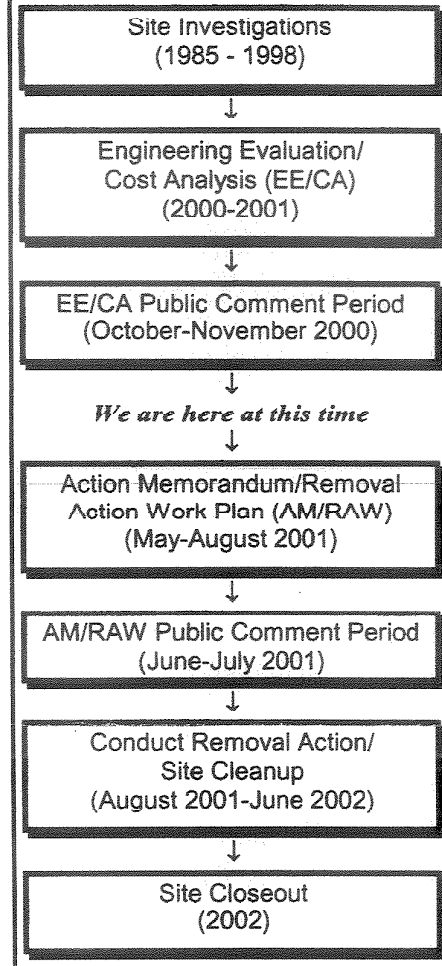 Site Investigations
(1985 - 1998)
↓
Engineering Evaluation/
Cost Analysis (EE/CA)
(2000-2001)
↓
EE/CA Public Comment Period
(October-November 2000)
↓
We are here at this time
↓
Action Memorandum/Removal
Action Work Plan (AM/RAW)
(May-August 2001)
↓
AM/RAW Public Comment Period
(June-July 2001)
↓
Conduct Removal Action/
Site Cleanup
(August 2001-June 2002)
↓
Site Closeout
(2002)